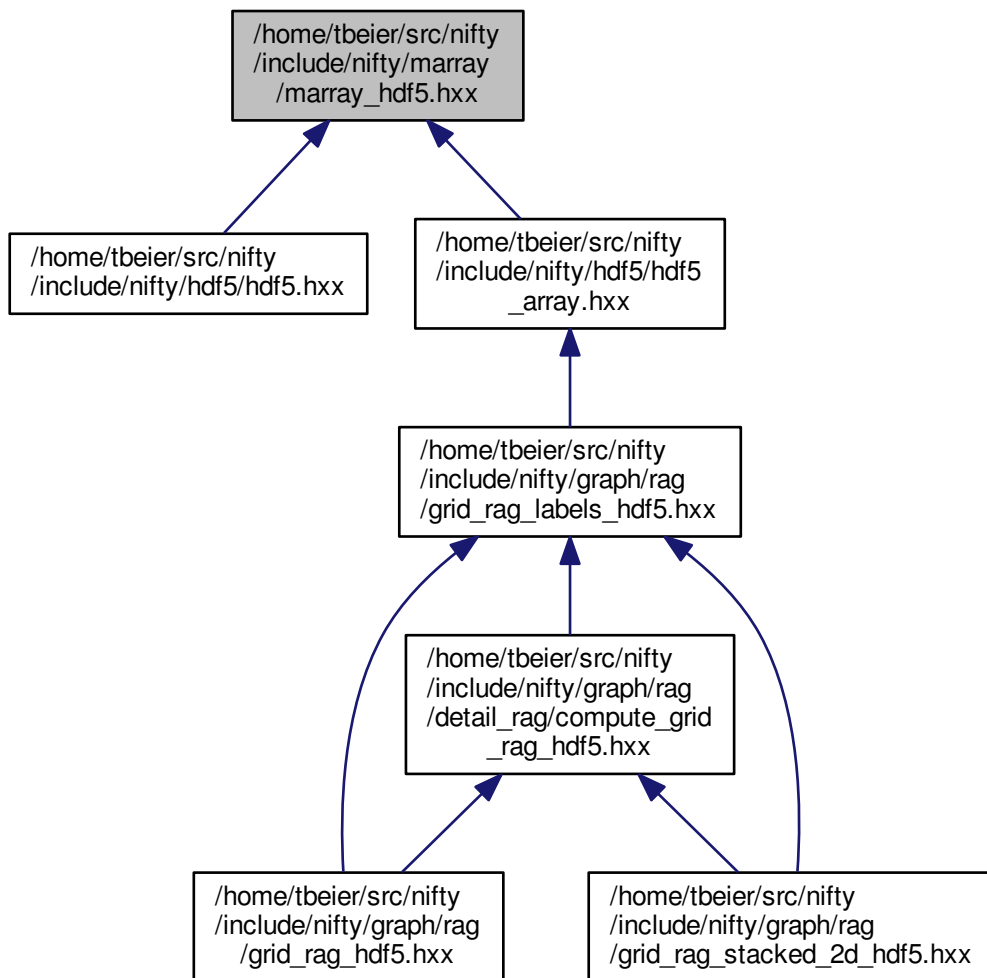 /home/tbeier/src/nifty
/include/nifty/marray
/marray_hdf5.hxx
/home/tbeier/src/nifty
/include/nifty/hdf5/hdf5.hxx
/home/tbeier/src/nifty
/include/nifty/hdf5/hdf5
_array.hxx
/home/tbeier/src/nifty
/include/nifty/graph/rag
/grid_rag_labels_hdf5.hxx
/home/tbeier/src/nifty
/include/nifty/graph/rag
/detail_rag/compute_grid
_rag_hdf5.hxx
/home/tbeier/src/nifty
/include/nifty/graph/rag
/grid_rag_hdf5.hxx
/home/tbeier/src/nifty
/include/nifty/graph/rag
/grid_rag_stacked_2d_hdf5.hxx